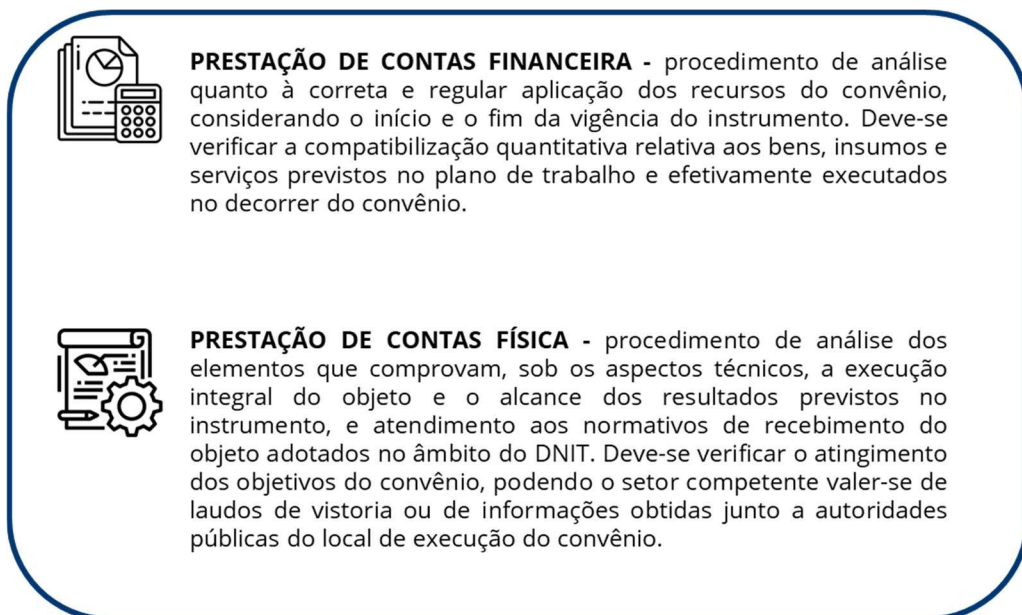 PRESTAÇÃO DE CONTAS FINANCEIRA - procedimento de análise
quanto à correta e regular aplicação dos recursos do convênio,
considerando o início e o fim da vigência do instrumento. Deve-se
verificar a compatibilização quantitativa relativa aos bens, insumos e
serviços previstos no plano de trabalho e efetivamente executados
no decorrer do convênio.
PRESTAÇÃO DE CONTAS FÍSICA - procedimento de análise dos
elementos que comprovam, sob os aspectos técnicos, a execução
integral do objeto e o alcance dos resultados previstos no
instrumento, e atendimento aos normativos de recebimento do
objeto adotados no âmbito do DNIT. Deve-se verificar o atingimento
dos objetivos do convênio, podendo o setor competente valer-se de
laudos de vistoria ou de informações obtidas junto a autoridades
públicas do local de execução do convênio.